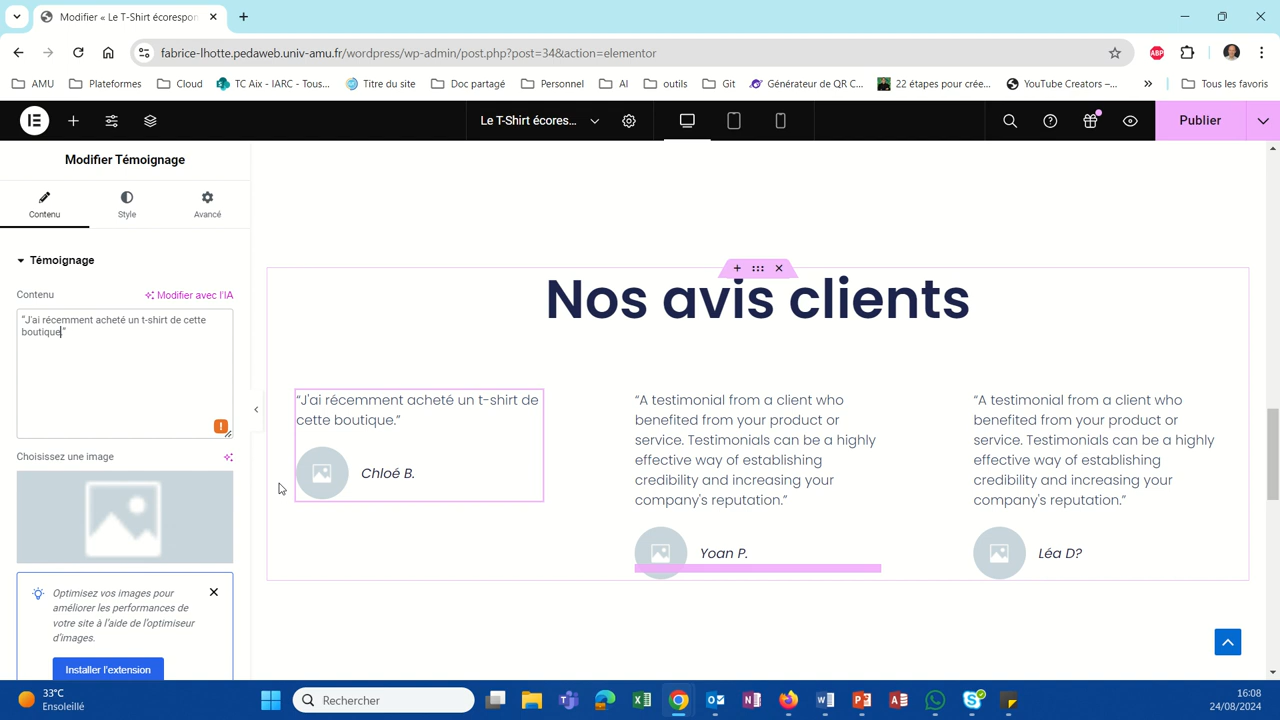 Modifier « Le T-Shirt écorespon
fabrice-lhotte.pedaweb.univ-amu.fr/wordpress/wp-admin/post.php?post=34&action=elementor
ABP
AMU
Plateformes
Cloud
TC Aix - IARC - Tous...
Titre du site
Doc partagé
Personnel
AI
outils
Git
Générateur de QR C...
22 étapes pour crée...
YouTube Creators –...
Tous les favoris
Le T-Shirt écores...
Publier
Modifier Témoignage
Contenu
Style
Avancé
Témoignage
Contenu
Modifier avec l'IA
“J'ai récemment acheté un t-shirt de cette
boutique.”
Choisissez une image
Optimisez vos images pour
améliorer les performances de
votre site à l'aide de l'optimiseur
d'images.
Installer l'extension
Nos avis clients
“J'ai récemment acheté un t-shirt de
cette boutique.”
Chloé B.
“A testimonial from a client who
benefited from your product or
service. Testimonials can be a highly
effective way of establishing
credibility and increasing your
company's reputation.”
Yoan P.
“A testimonial from a client who
benefited from your product or
service. Testimonials can be a highly
effective way of establishing
credibility and increasing your
company's reputation.”
Léa D?
33°C
Ensoleillé
Rechercher
16:08
24/08/2024